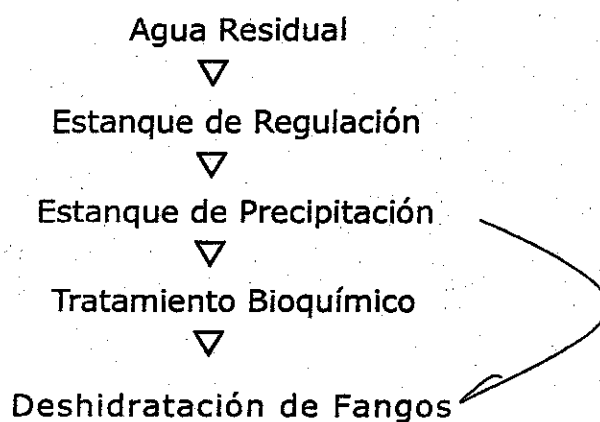 Agua Residual
Estanque de Regulación
Estanque de Precipitación
Tratamiento Bioquímico
Deshidratación de Fangos